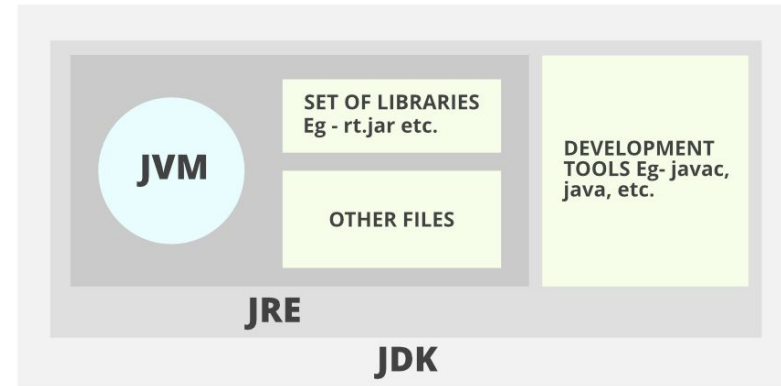 JVM
SET OF LIBRARIES
Eg - rt.jar etc.
OTHER FILES
DEVELOPMENT
TOOLS Eg- javac,
java, etc.
JRE
JDK